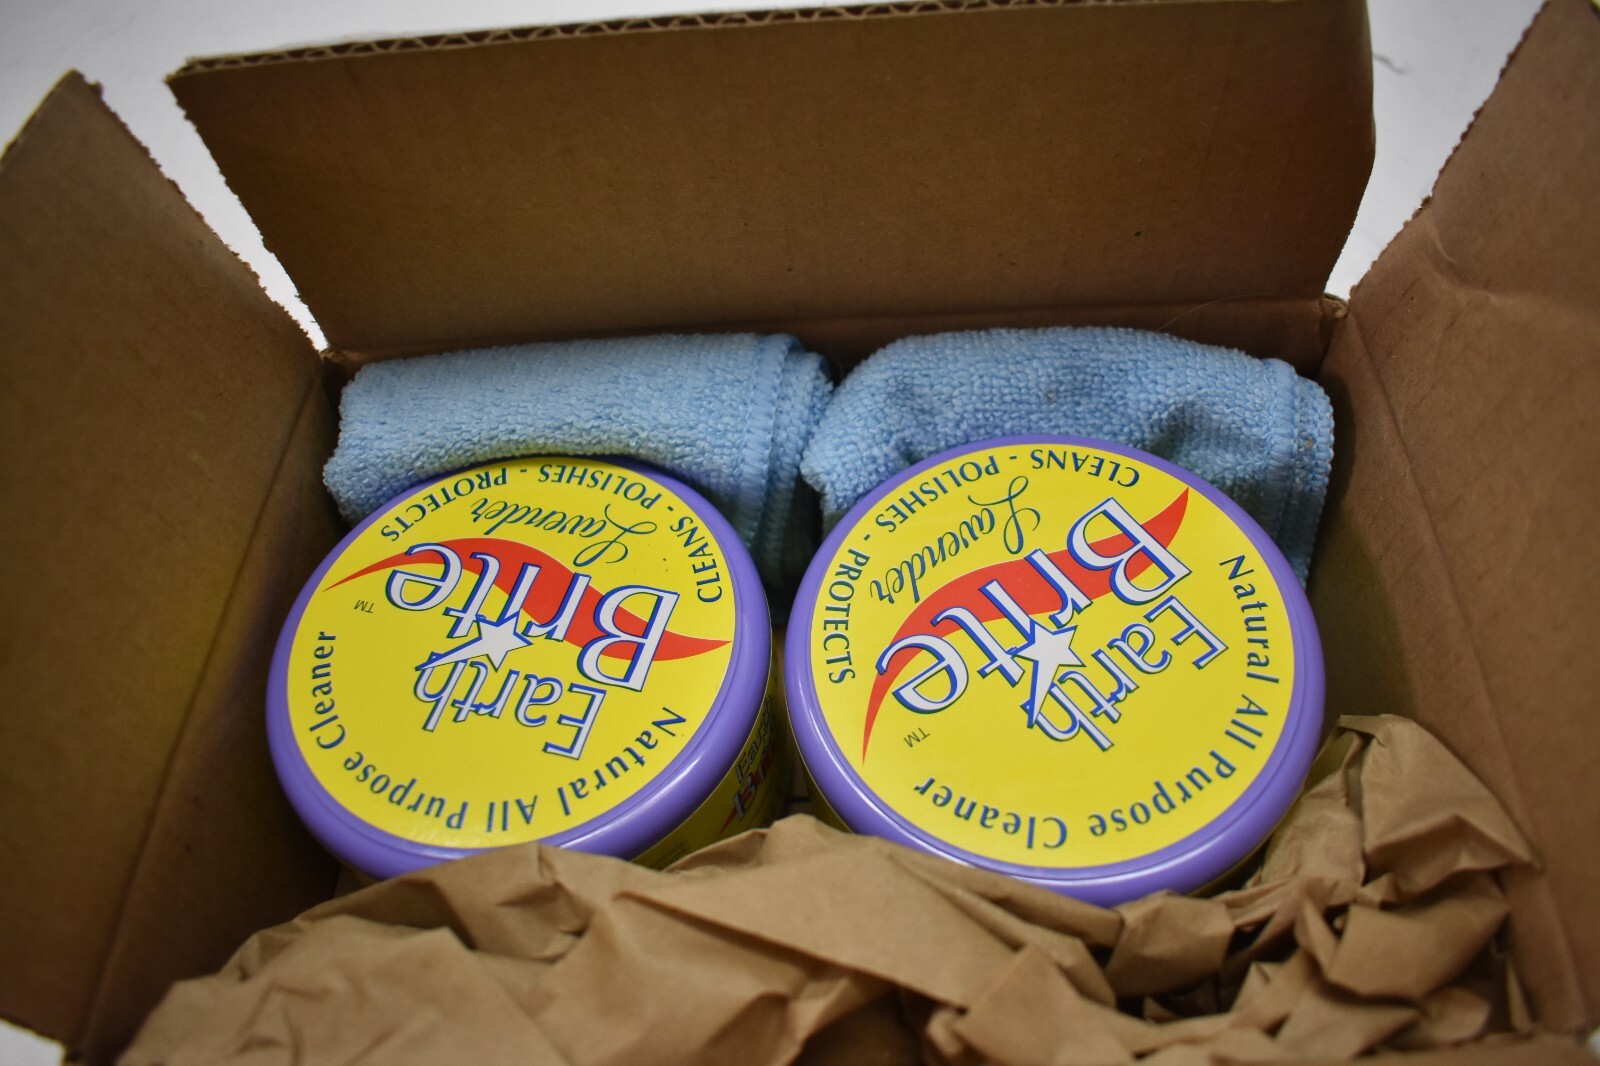 Natural All Purpose Cleaner
Earth
Brite
TM
Lavender
CLEANS - POLISHES - PROTECTS
Natural All Purpose Cleaner
Earth
Brite
TM
Lavender
CLEANS - POLISHES - PROTECTS